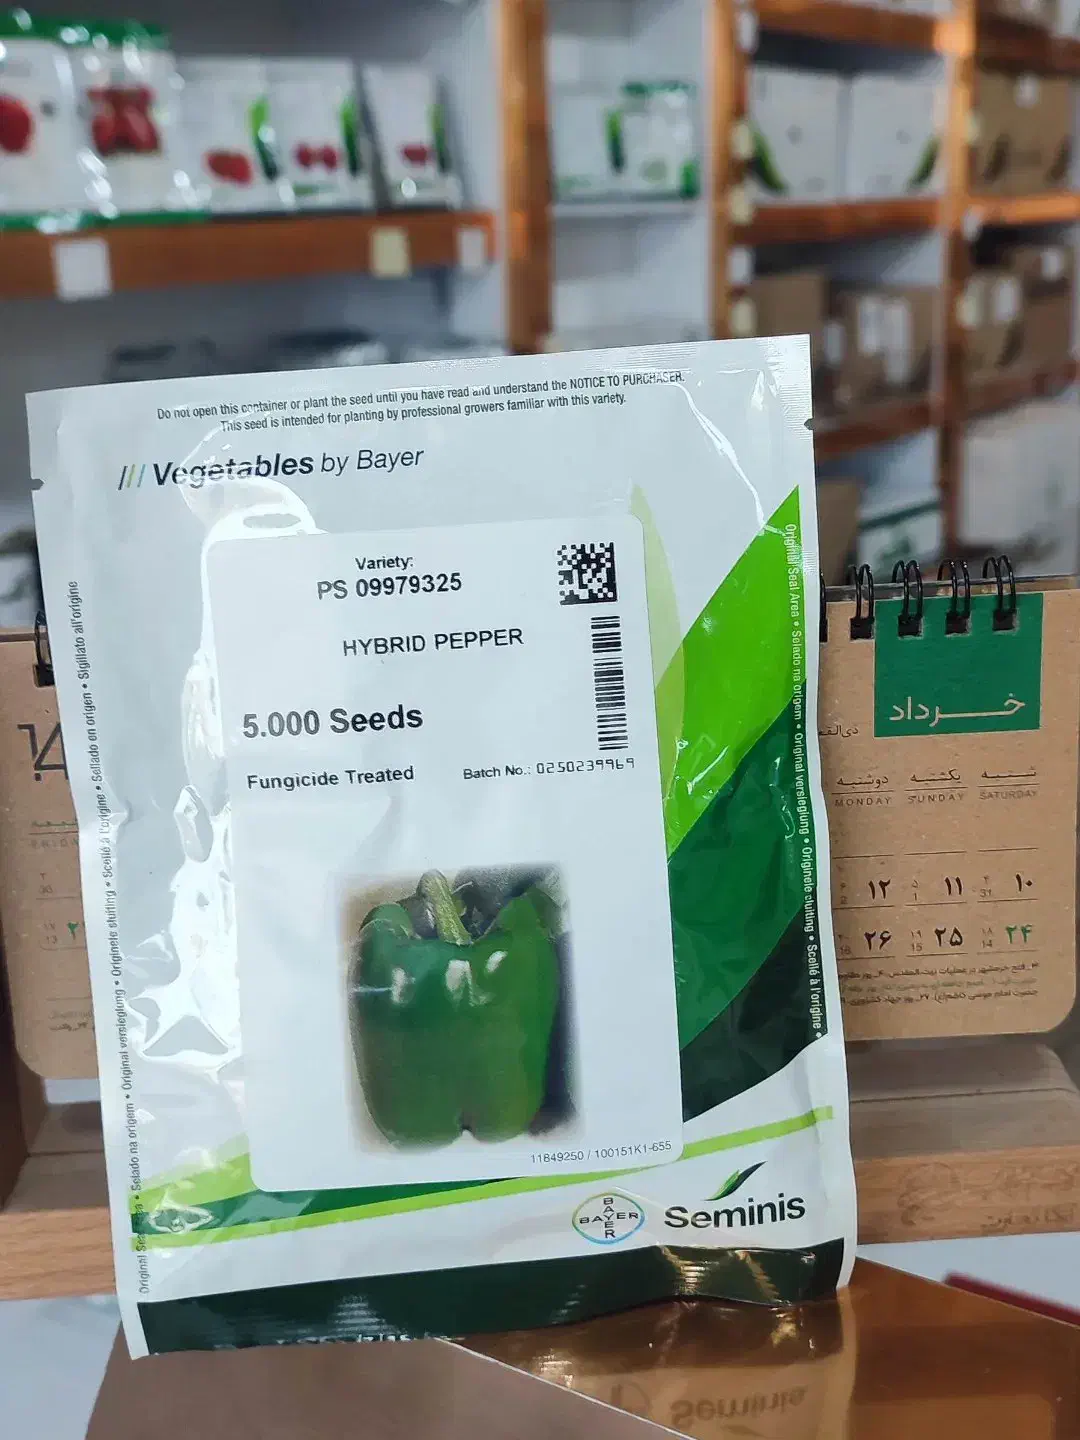 Do not open this container or plant the seed until you have read and understand the NOTICE TO PURCHASER.
This seed is intended for planting by professional growers familiar with this variety.
/// Vegetables by Bayer
Variety:
PS 09979325
HYBRID PEPPER
5.000 Seeds
Fungicide Treated
Batch No.: 0250239969
11849250 / 100151K1-655
BAYER
BAYER
Seminis
Original Seal Area • Selado na origem • Original versieglung • Originele sluiting • Scellé à l'origine • Sellado en origen • Sigillato all'origine
Original Seal Area • Selado na origem • Original versieglung • Originele sluiting • Scellé à l'origine •
خرداد
شنبه
یکشنبه
دوشنبه
SATURDAY
SUNDAY
MONDAY
۱۰ ۱۱ ۱۲
۲۴ ۲۵ ۲۶
Seminis